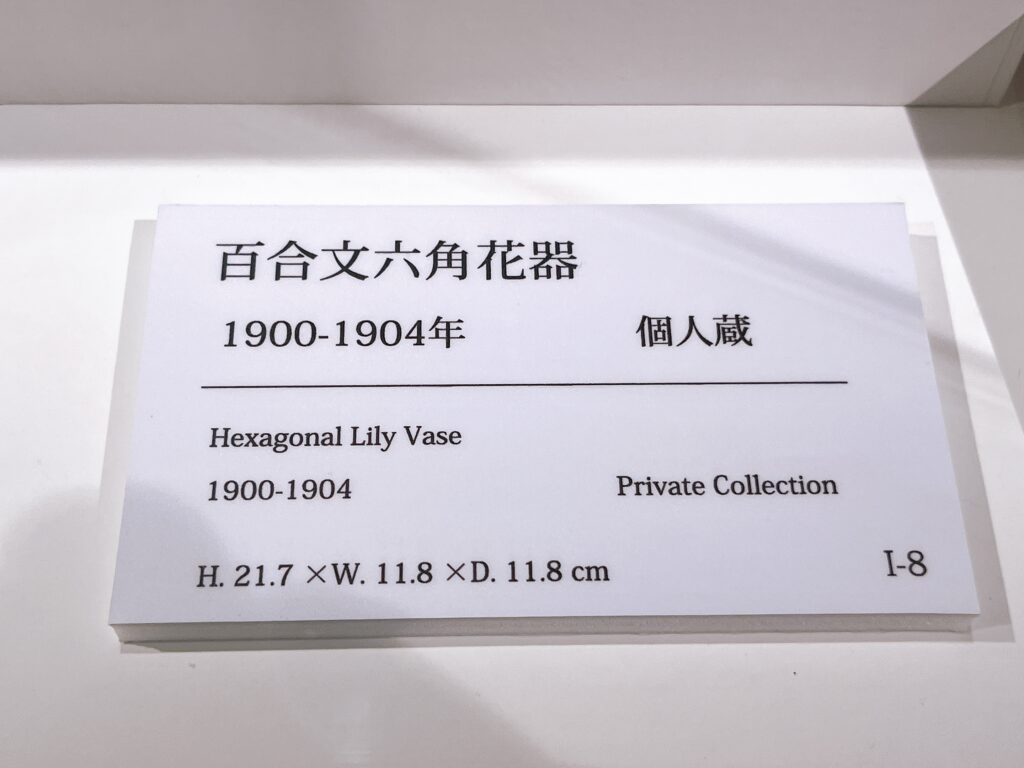 百合文六角花器
1900-1904年 個人蔵
Hexagonal Lily Vase
1900-1904 Private Collection
H. 21.7 ×W. 11.8 ×D. 11.8 cm I-8